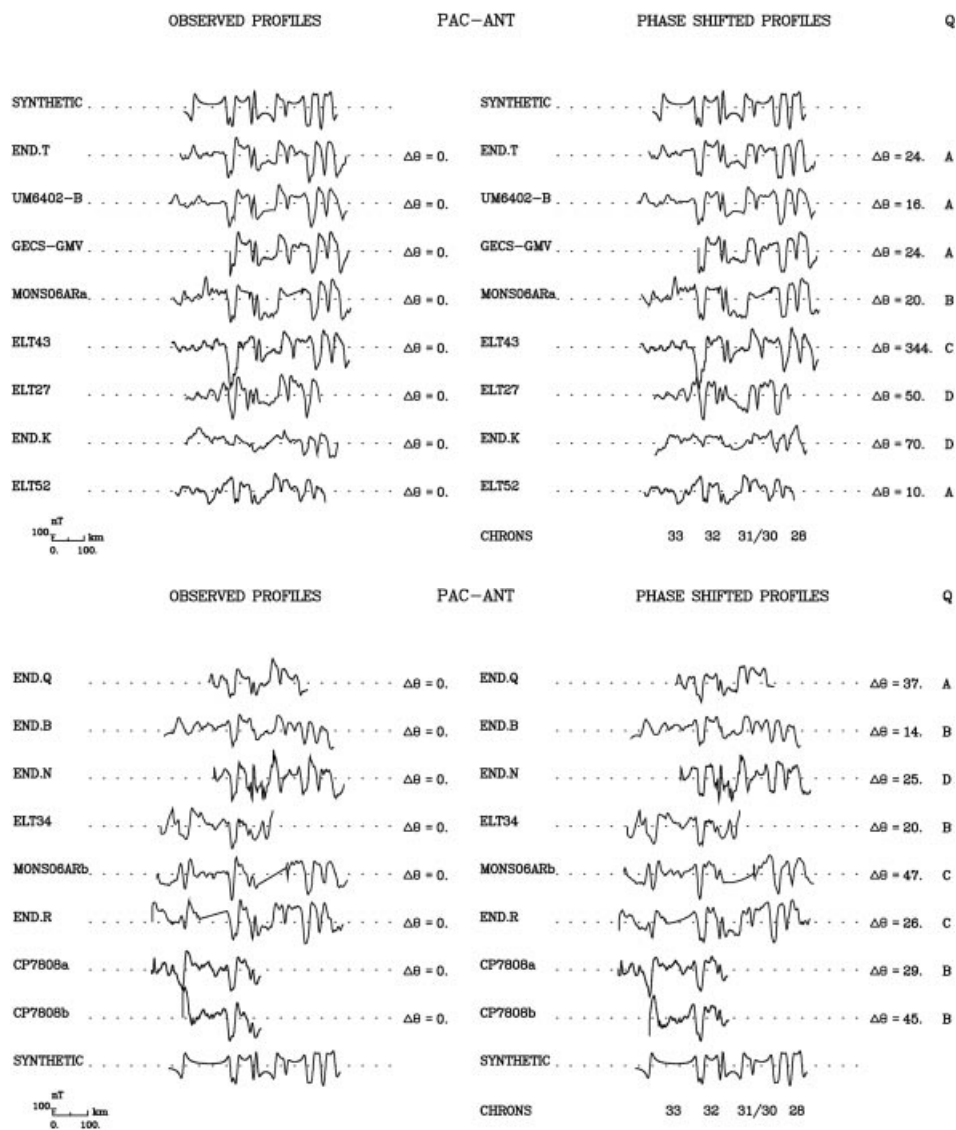 OBSERVED PROFILES PAC-ANT PHASE SHIFTED PROFILES Q
SYNTHETIC SYNTHETIC
END.T Δθ = 0. END.T Δθ = 24. A
UM6402-B Δθ = 0. UM6402-B Δθ = 16. A
GECS-GMV Δθ = 0. GECS-GMV Δθ = 24. A
MONS06ARa Δθ = 0. MONS06ARa Δθ = 20. B
ELT43 Δθ = 0. ELT43 Δθ = 344. C
ELT27 Δθ = 0. ELT27 Δθ = 50. D
END.K Δθ = 0. END.K Δθ = 70. D
ELT52 Δθ = 0. ELT52 Δθ = 10. A
nT
100 km CHRONS 33 32 31/30 28
0. 100.
OBSERVED PROFILES PAC-ANT PHASE SHIFTED PROFILES Q
END.Q Δθ = 0. END.Q Δθ = 37. A
END.B Δθ = 0. END.B Δθ = 14. B
END.N Δθ = 0. END.N Δθ = 25. D
ELT34 Δθ = 0. ELT34 Δθ = 20. B
MONS06ARb Δθ = 0. MONS06ARb Δθ = 47. C
END.R Δθ = 0. END.R Δθ = 26. C
CP7808a Δθ = 0. CP7808a Δθ = 29. B
CP7808b Δθ = 0. CP7808b Δθ = 45. B
SYNTHETIC SYNTHETIC
nT
100 km CHRONS 33 32 31/30 28
0. 100.